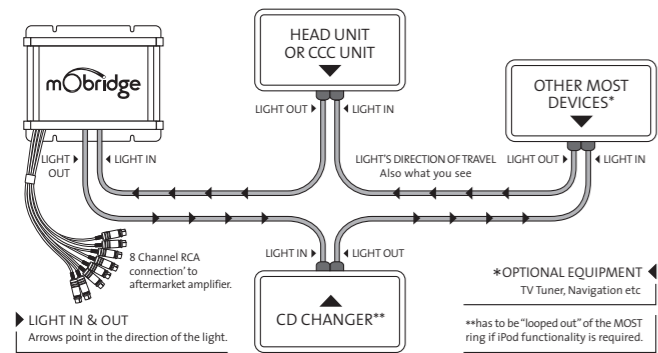 HEAD UNIT
OR CCC UNIT
mObridge
OTHER MOST
DEVICES*
LIGHT OUT
LIGHT IN
LIGHT
OUT
LIGHT IN
LIGHT'S DIRECTION OF TRAVEL
Also what you see
LIGHT OUT
LIGHT IN
8 Channel RCA
connection' to
aftermarket amplifier.
LIGHT IN
LIGHT OUT
CD CHANGER**
*OPTIONAL EQUIPMENT
TV Tuner, Navigation etc
LIGHT IN & OUT
Arrows point in the direction of the light.
**has to be "looped out" of the MOST
ring if iPod functionality is required.